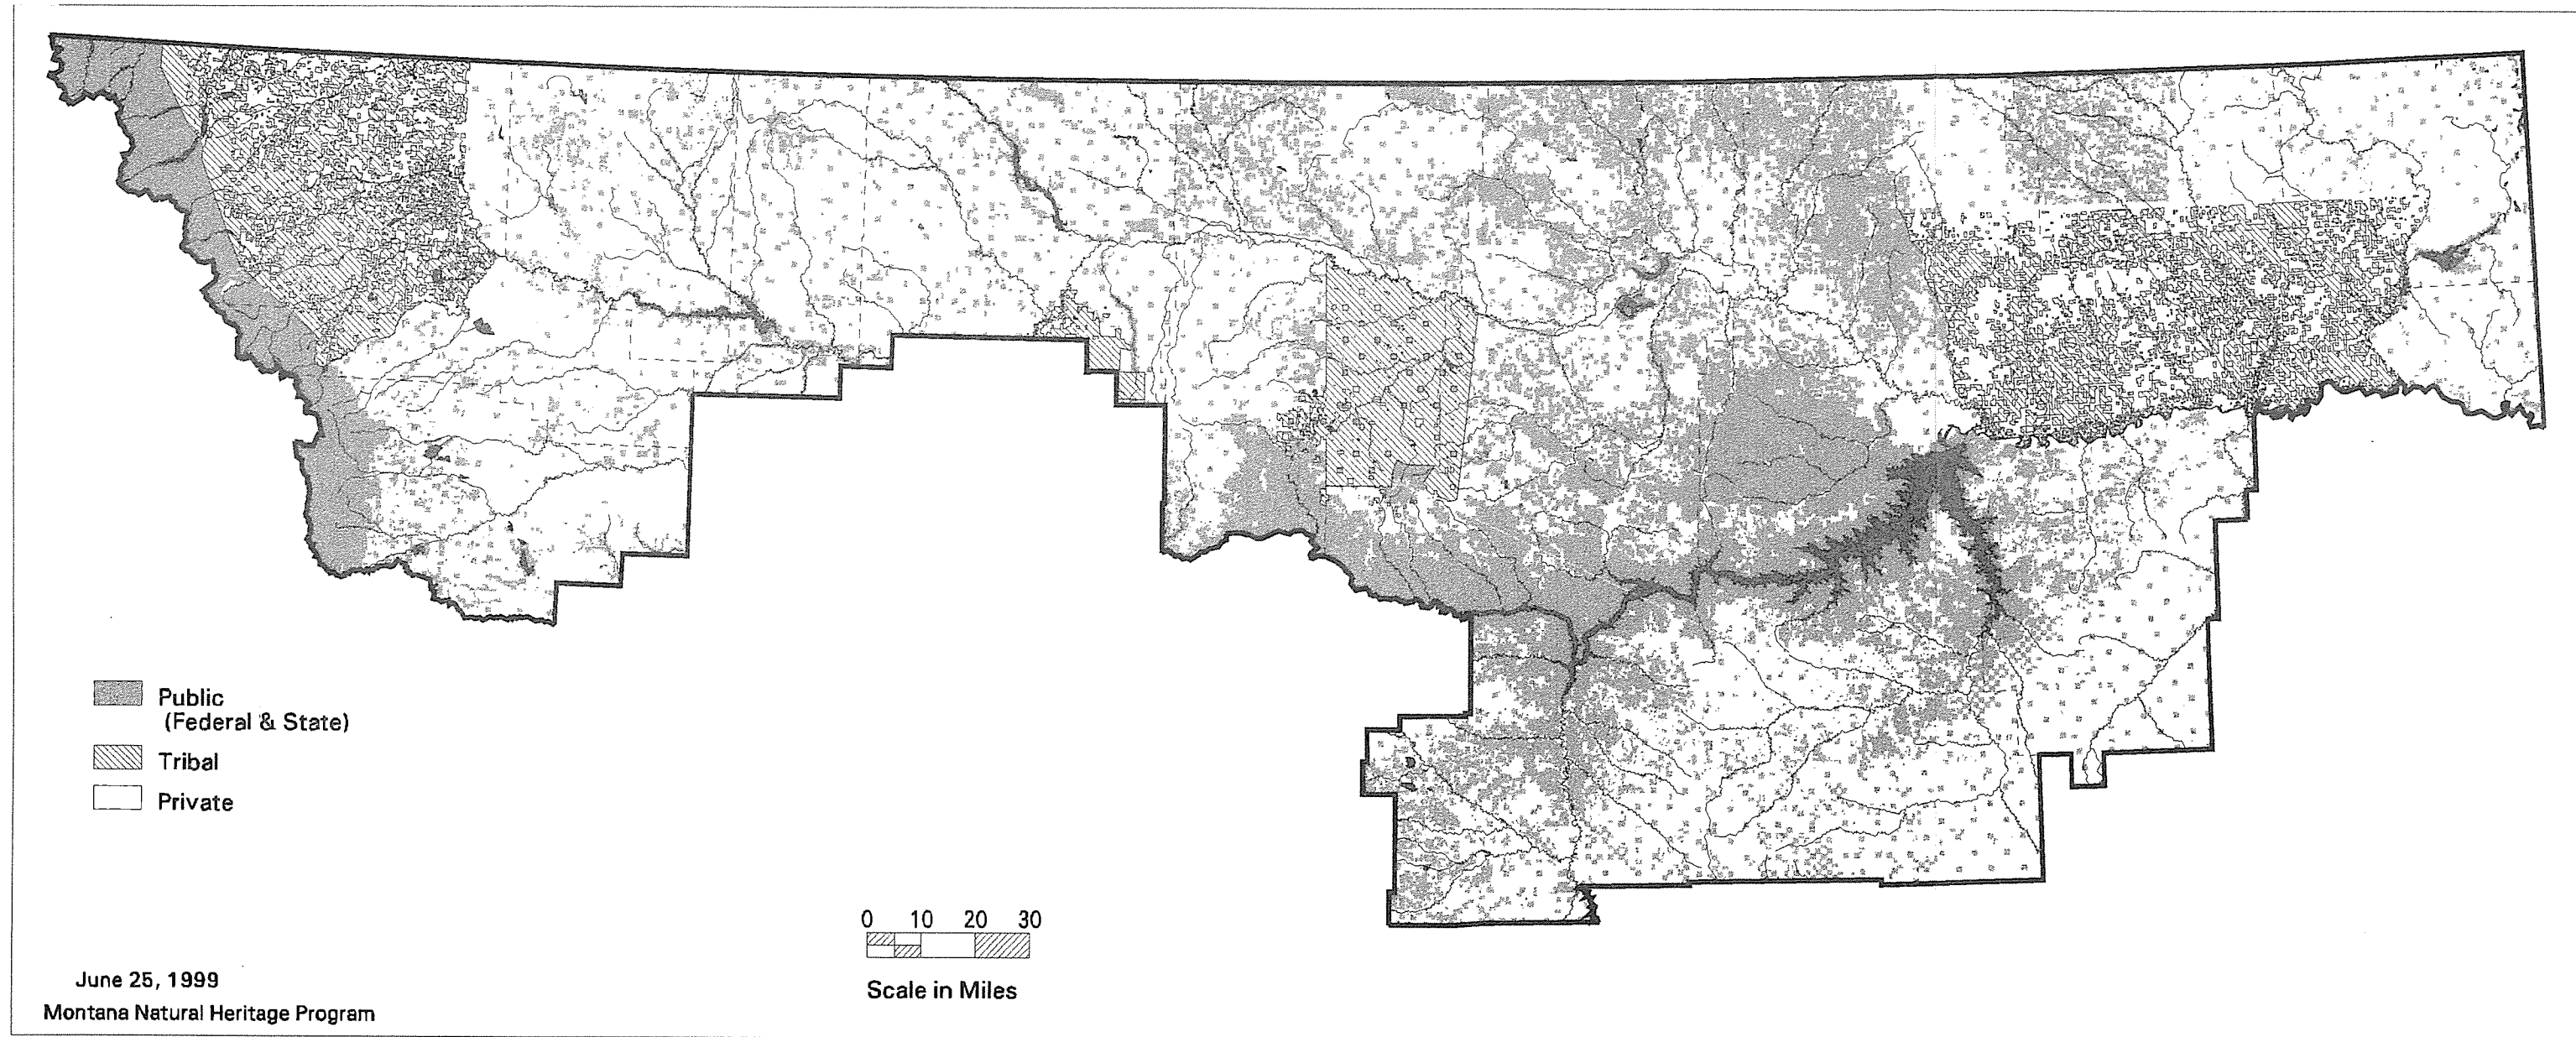 Public
(Federal & State)
Tribal
Private
0 10 20 30
Scale in Miles
June 25, 1999
Montana Natural Heritage Program